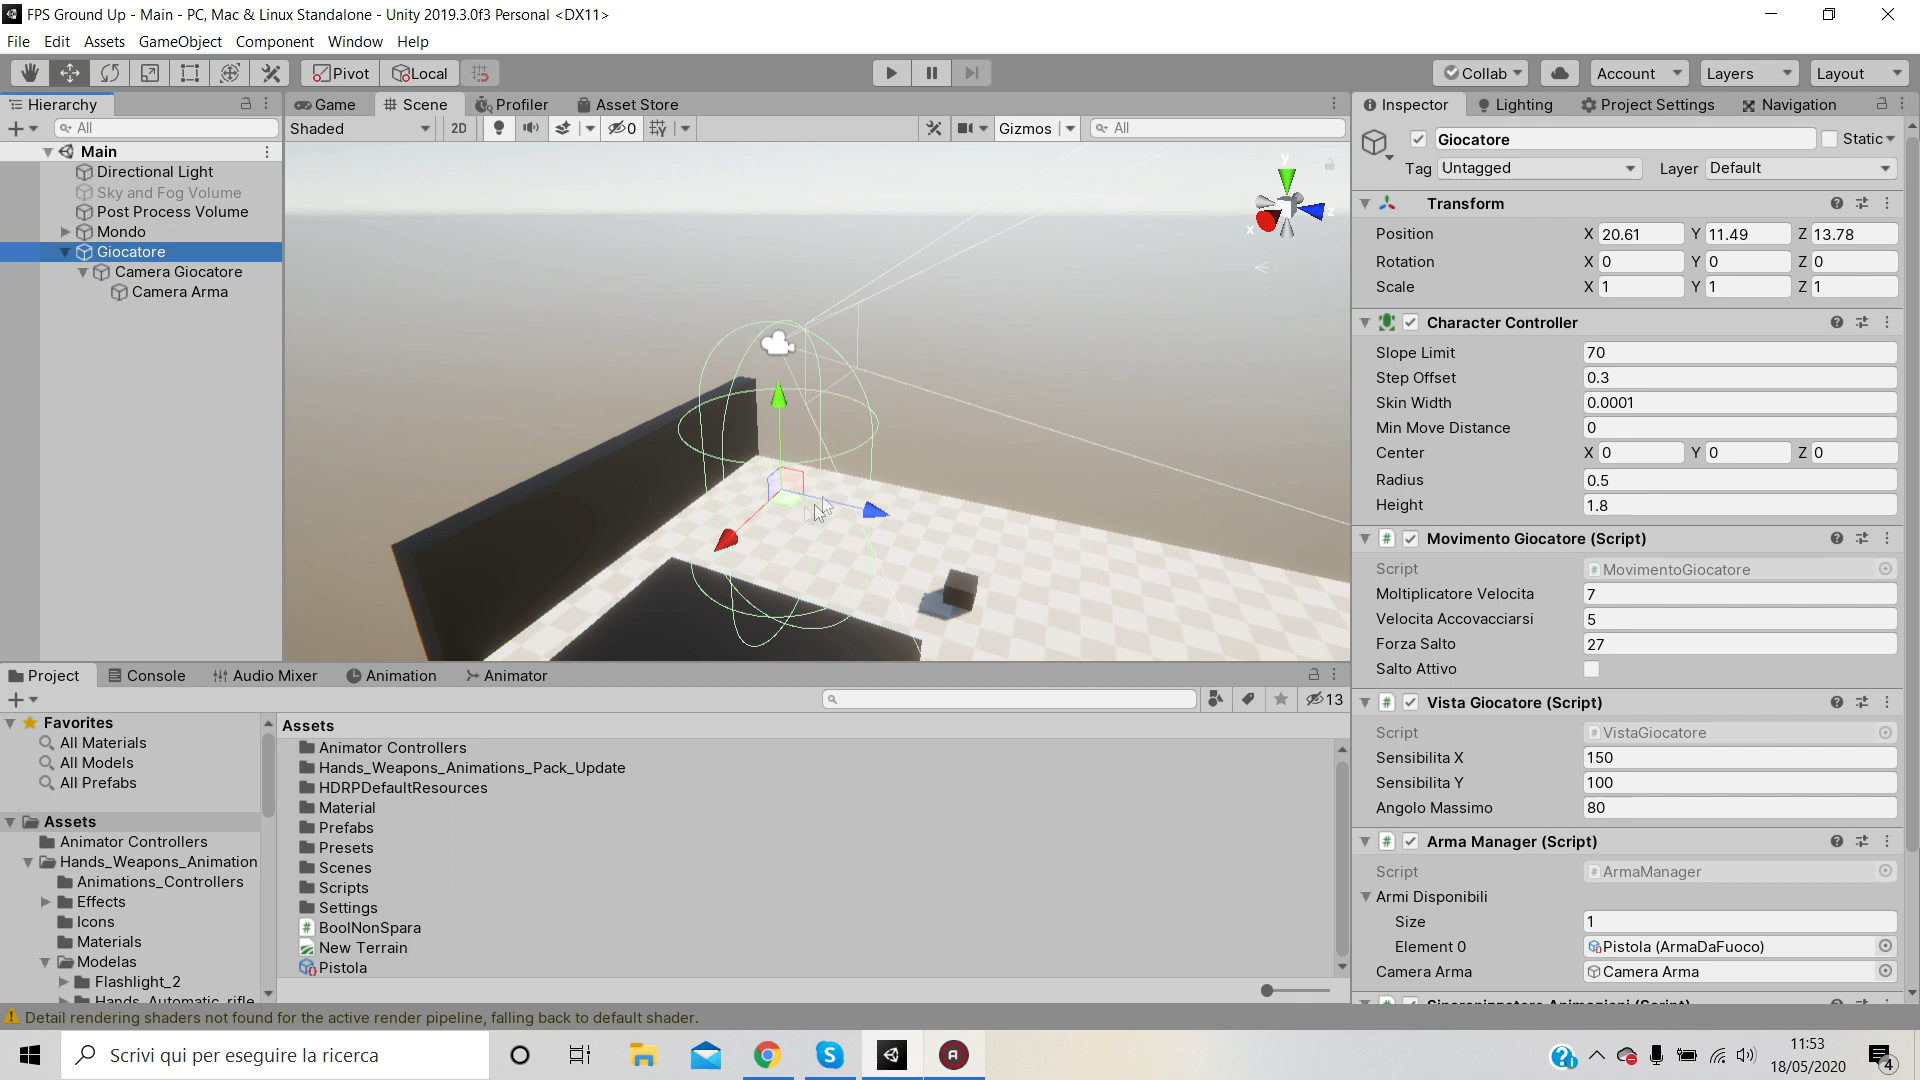 FPS Ground Up - Main - PC, Mac & Linux Standalone - Unity 2019.3.0f3 Personal <DX11>
File Edit Assets GameObject Component Window Help
Pivot Local Collab Account Layers Layout
Hierarchy
All
Main
Directional Light
Sky and Fog Volume
Post Process Volume
Mondo
Giocatore
Camera Giocatore
Camera Arma
Game Scene Profiler Asset Store
Shaded 2D 0 Gizmos All
y
x
z
Inspector Lighting Project Settings Navigation
Giocatore Static
Tag Untagged Layer Default
Transform
Position X 20.61 Y 11.49 Z 13.78
Rotation X 0 Y 0 Z 0
Scale X 1 Y 1 Z 1
Character Controller
Slope Limit 70
Step Offset 0.3
Skin Width 0.0001
Min Move Distance 0
Center X 0 Y 0 Z 0
Radius 0.5
Height 1.8
Movimento Giocatore (Script)
Script MovimentoGiocatore
Moltiplicatore Velocita 7
Velocita Accovacciarsi 5
Forza Salto 27
Salto Attivo
Vista Giocatore (Script)
Script VistaGiocatore
Sensibilita X 150
Sensibilita Y 100
Angolo Massimo 80
Arma Manager (Script)
Script ArmaManager
Armi Disponibili
Size 1
Element 0 Pistola (ArmaDaFuoco)
Camera Arma Camera Arma
Sincronizzatore Animazioni (Script)
Project Console Audio Mixer Animation Animator
13
Favorites
All Materials
All Models
All Prefabs
Assets
Animator Controllers
Hands_Weapons_Animation
Animations_Controllers
Effects
Icons
Materials
Modelas
Flashlight_2
Hands_Automatic_rifle
Assets
Animator Controllers
Hands_Weapons_Animations_Pack_Update
HDRPDefaultResources
Material
Prefabs
Presets
Scenes
Scripts
Settings
BoolNonSpara
New Terrain
Pistola
Detail rendering shaders not found for the active render pipeline, falling back to default shader.
Scrivi qui per eseguire la ricerca
11:53
18/05/2020
4